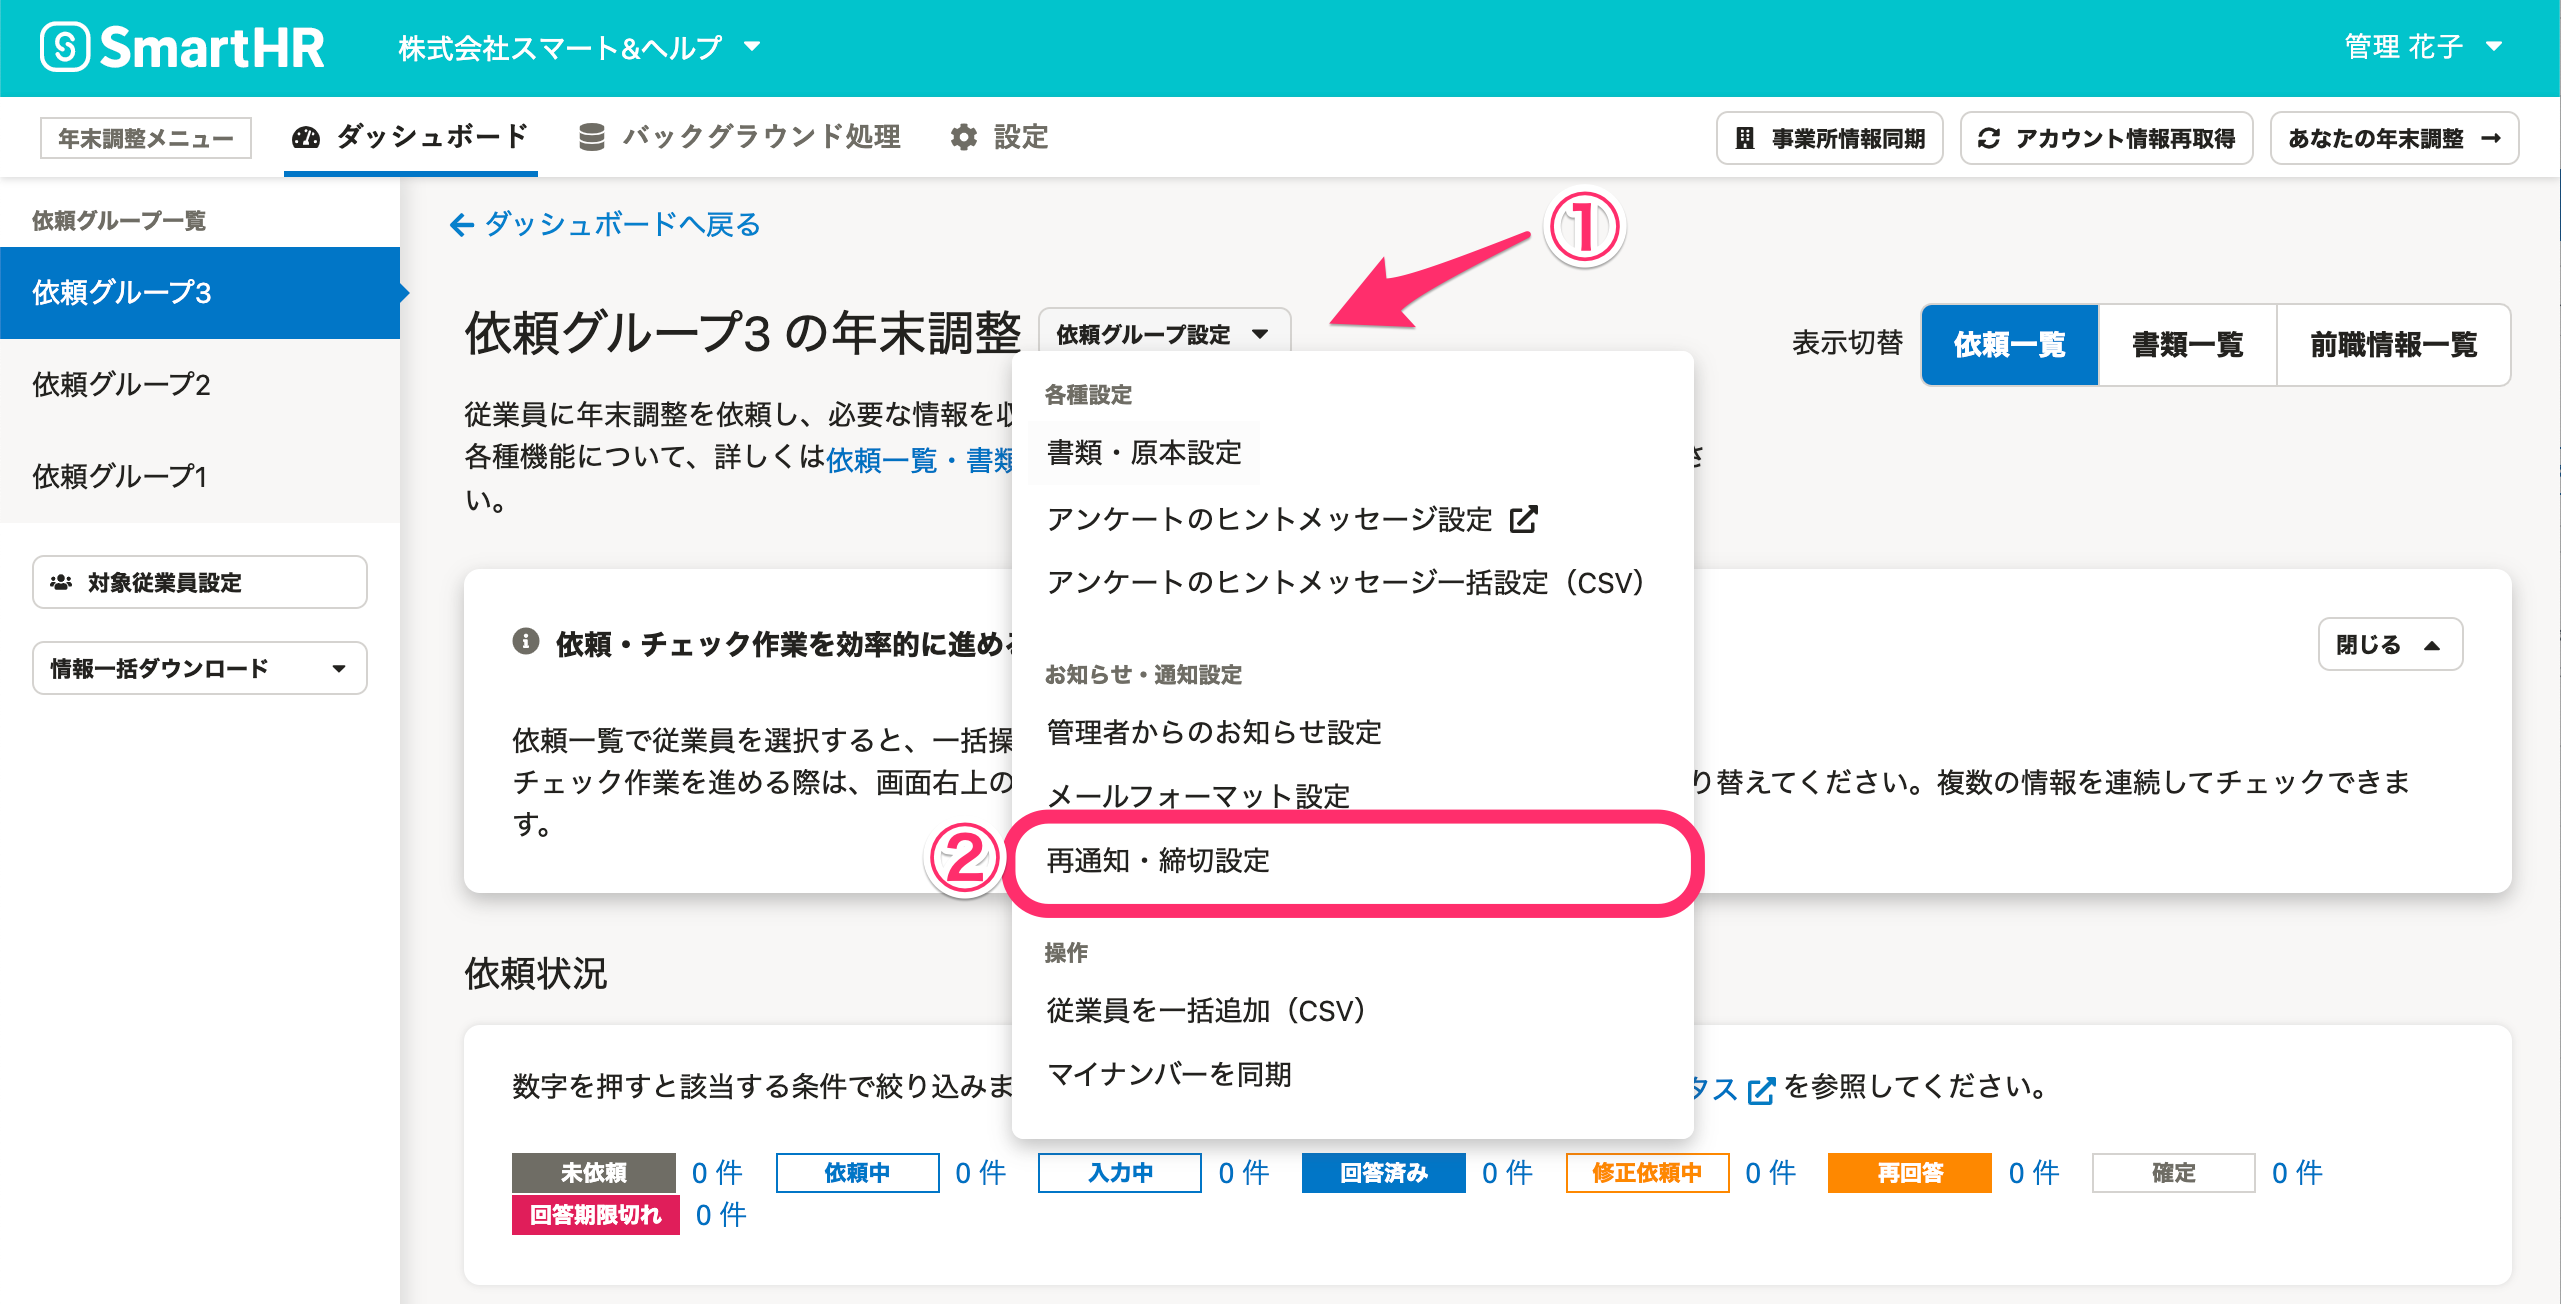 SmartHR
株式会社スマート&ヘルプ
管理 花子
年末調整メニュー
ダッシュボード
バックグラウンド処理
設定
事業所情報同期
アカウント情報再取得
あなたの年末調整 →
依頼グループ一覧
依頼グループ3
依頼グループ2
依頼グループ1
対象従業員設定
情報一括ダウンロード
← ダッシュボードへ戻る
①
依頼グループ3 の年末調整
依頼グループ設定
表示切替
依頼一覧
書類一覧
前職情報一覧
従業員に年末調整を依頼し、必要な情報を収
各種機能について、詳しくは依頼一覧・書類
さ
い。
各種設定
書類・原本設定
アンケートのヒントメッセージ設定
アンケートのヒントメッセージ一括設定（CSV）
お知らせ・通知設定
管理者からのお知らせ設定
メールフォーマット設定
②
再通知・締切設定
操作
従業員を一括追加（CSV）
マイナンバーを同期
依頼・チェック作業を効率的に進める
閉じる
依頼一覧で従業員を選択すると、一括操
チェック作業を進める際は、画面右上の
り替えてください。複数の情報を連続してチェックできま
す。
依頼状況
数字を押すと該当する条件で絞り込みま
タス を参照してください。
未依頼 0 件
依頼中 0 件
入力中 0 件
回答済み 0 件
修正依頼中 0 件
再回答 0 件
確定 0 件
回答期限切れ 0 件